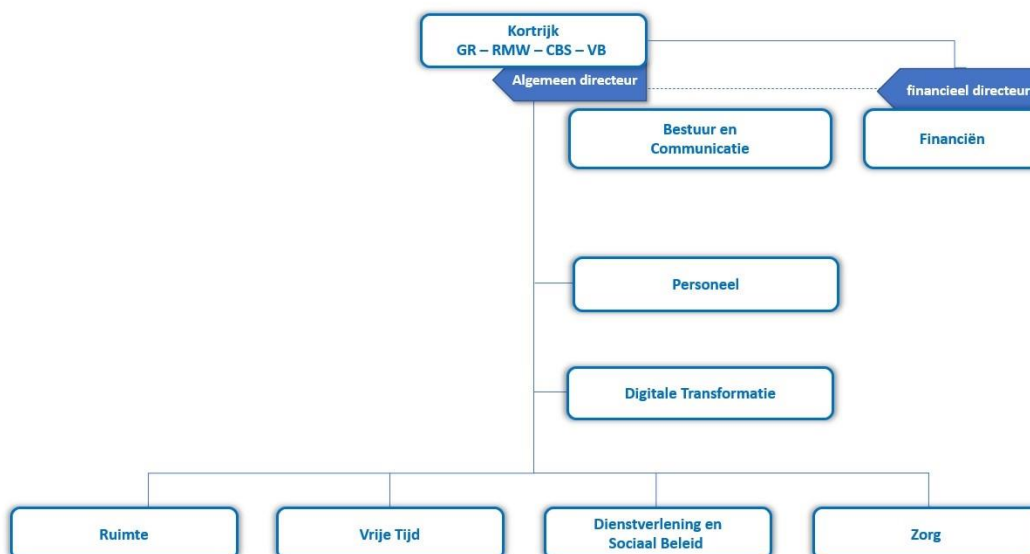 Kortrijk
GR – RMW – CBS – VB
Algemeen directeur
financieel directeur
Bestuur en
Communicatie
Financiën
Personeel
Digitale Transformatie
Ruimte
Vrije Tijd
Dienstverlening en
Sociaal Beleid
Zorg